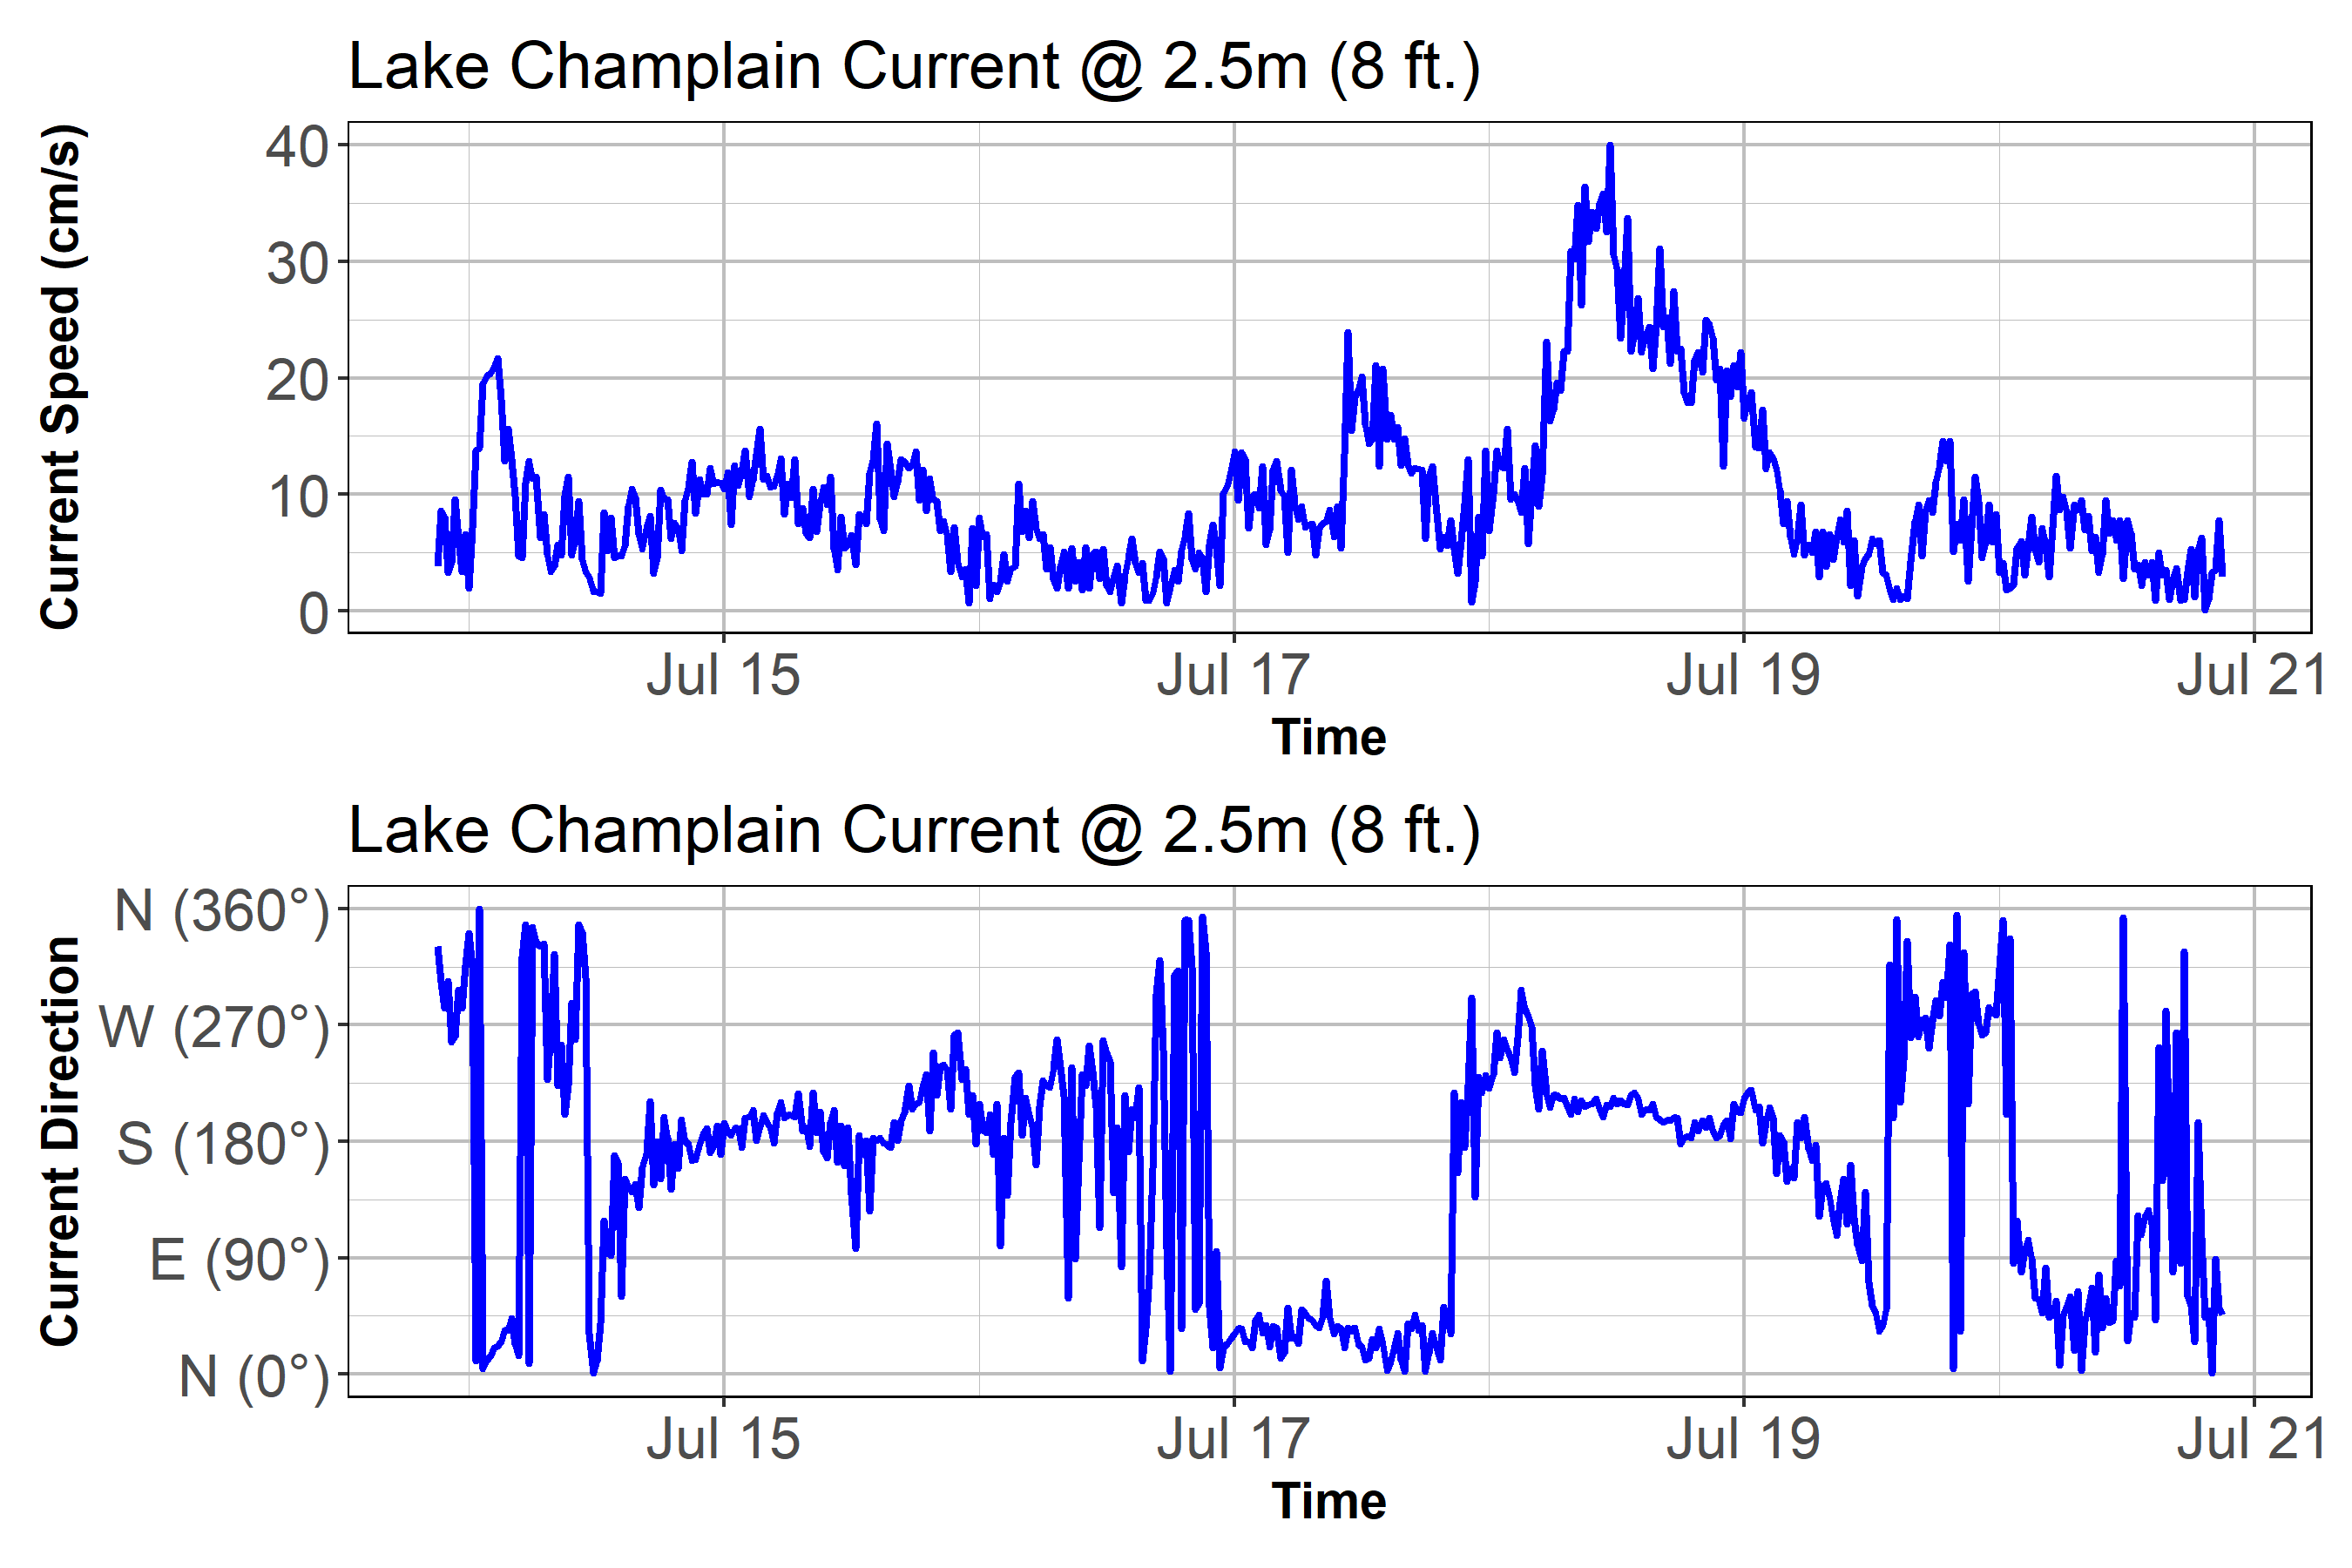 Lake Champlain Current @ 2.5m (8 ft.)
Current Speed (cm/s)
40
30
20
10
0
Jul 15
Jul 17
Jul 19
Jul 21
Time
Lake Champlain Current @ 2.5m (8 ft.)
Current Direction
N (360°)
W (270°)
S (180°)
E (90°)
N (0°)
Jul 15
Jul 17
Jul 19
Jul 21
Time